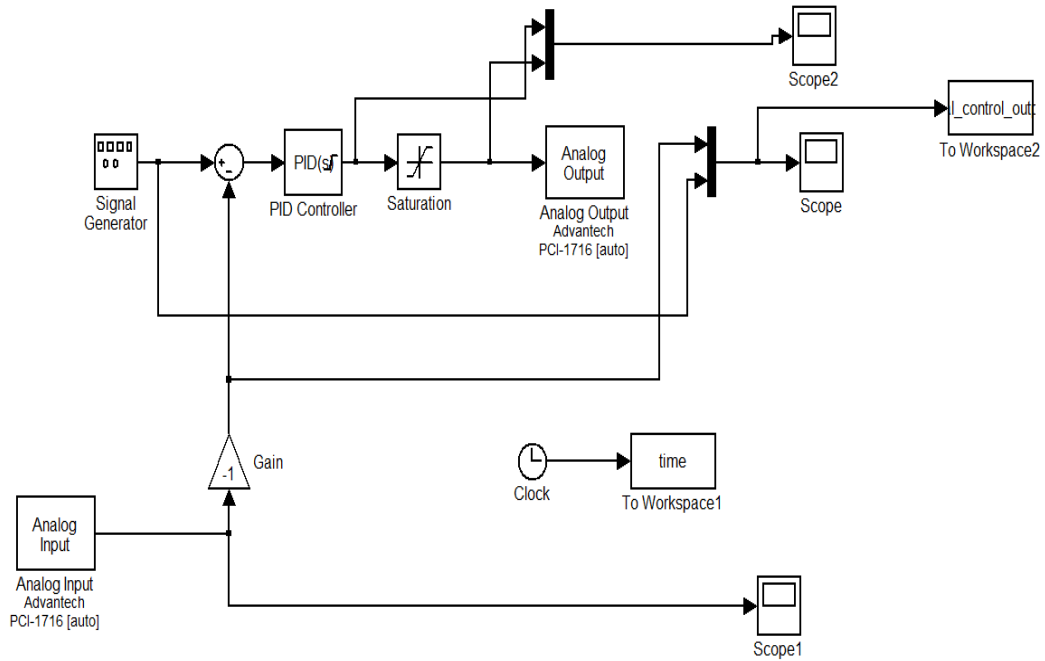 Scope2
l_control_out
To Workspace2
Signal
Generator
+
-
PID(s)
PID Controller
Saturation
Analog
Output
Analog Output
Advantech
PCI-1716 [auto]
Scope
-1
Gain
Clock
time
To Workspace1
Analog
Input
Analog Input
Advantech
PCI-1716 [auto]
Scope1